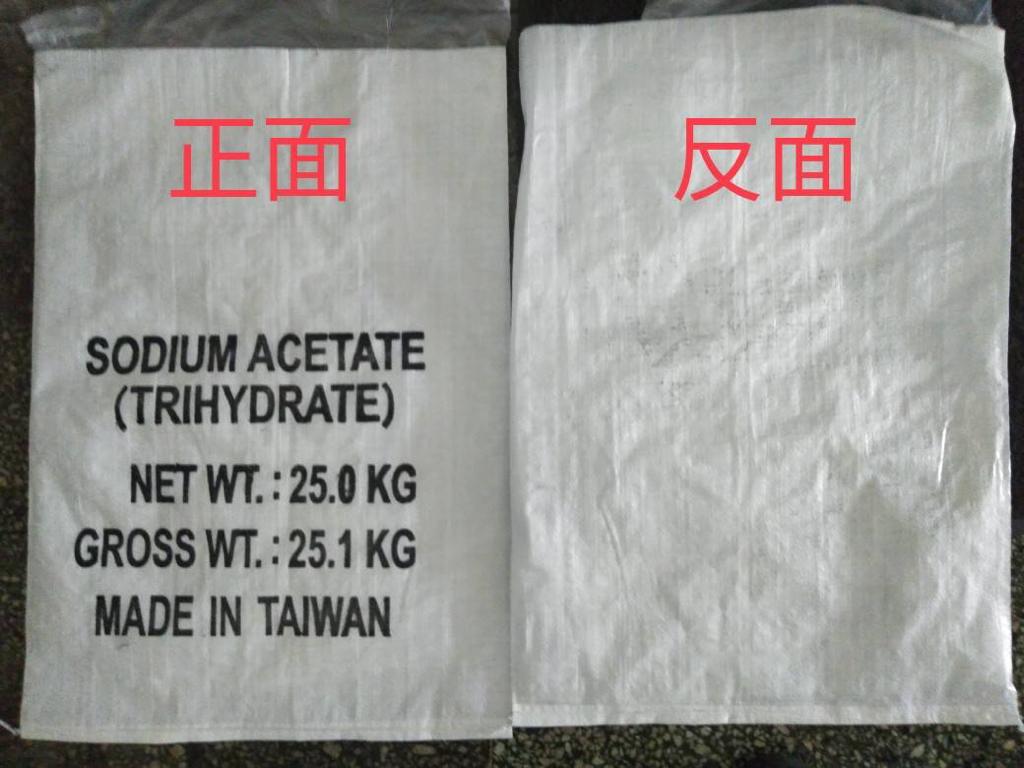 正面
SODIUM ACETATE
(TRIHYDRATE)
NET WT. : 25.0 KG
GROSS WT. : 25.1 KG
MADE IN TAIWAN
反面